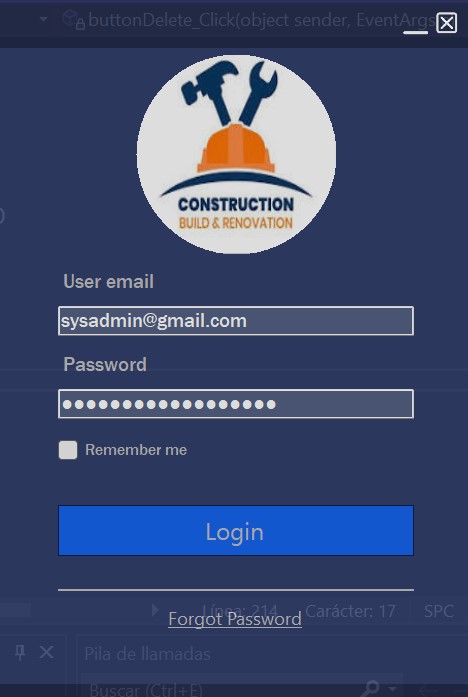 buttonDelete_Click(object sender, EventArgs
CONSTRUCTION
BUILD & RENOVATION
User email
sysadmin@gmail.com
Password
●●●●●●●●●●●●●●●●●●
Remember me
Login
Línea: 214 Carácter: 17 SPC
Forgot Password
Pila de llamadas
Buscar (Ctrl+E)